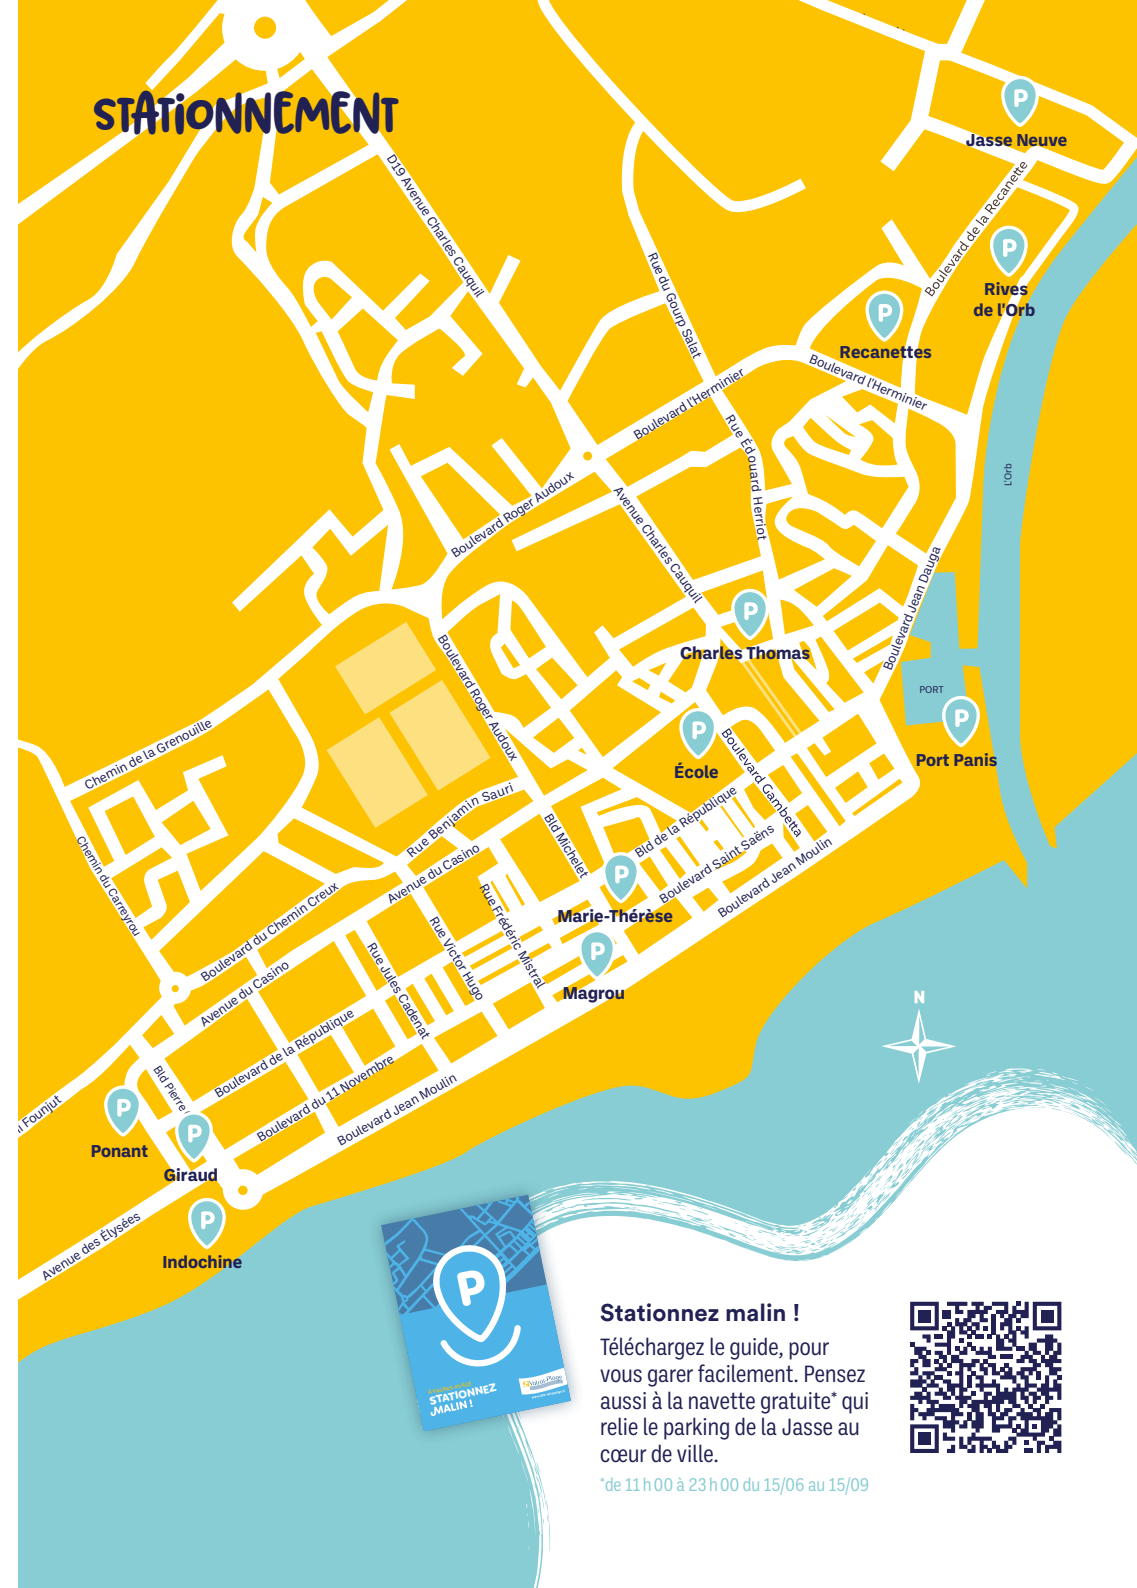 STATiONNEMENT
P
Jasse Neuve
D19 Avenue Charles Cauquil
Boulevard de la Recanette
Rue du Gourp Salat
P
Rives
de l'Orb
P
Recanettes
Boulevard l'Herminier
Boulevard l'Herminier
Rue Édouard Herriot
L'Orb
Boulevard Roger Audoux
Avenue Charles Cauquil
Boulevard Jean Dauga
P
Charles Thomas
Boulevard Roger Audoux
PORT
P
Port Panis
Chemin de la Grenouille
P
École
Boulevard Gambetta
Rue Benjamin Sauri
Bld de la République
Bld Michelet
Chemin du Carreyrou
Avenue du Casino
Boulevard Saint Saëns
Boulevard Jean Moulin
P
Marie-Thérèse
Boulevard du Chemin Creux
Rue Frédéric Mistral
Rue Victor Hugo
Rue Jules Cadenat
P
Magrou
Avenue du Casino
N
Boulevard de la République
Bld Pierre
Boulevard du 11 Novembre
Boulevard Jean Moulin
Founjut
P
Ponant
P
Giraud
P
Indochine
Avenue des Élysées
P
STATIONNEZ
MALIN !
Valras-Plage
Stationnez malin !
Téléchargez le guide, pour
vous garer facilement. Pensez
aussi à la navette gratuite* qui
relie le parking de la Jasse au
cœur de ville.
*de 11 h 00 à 23 h 00 du 15/06 au 15/09